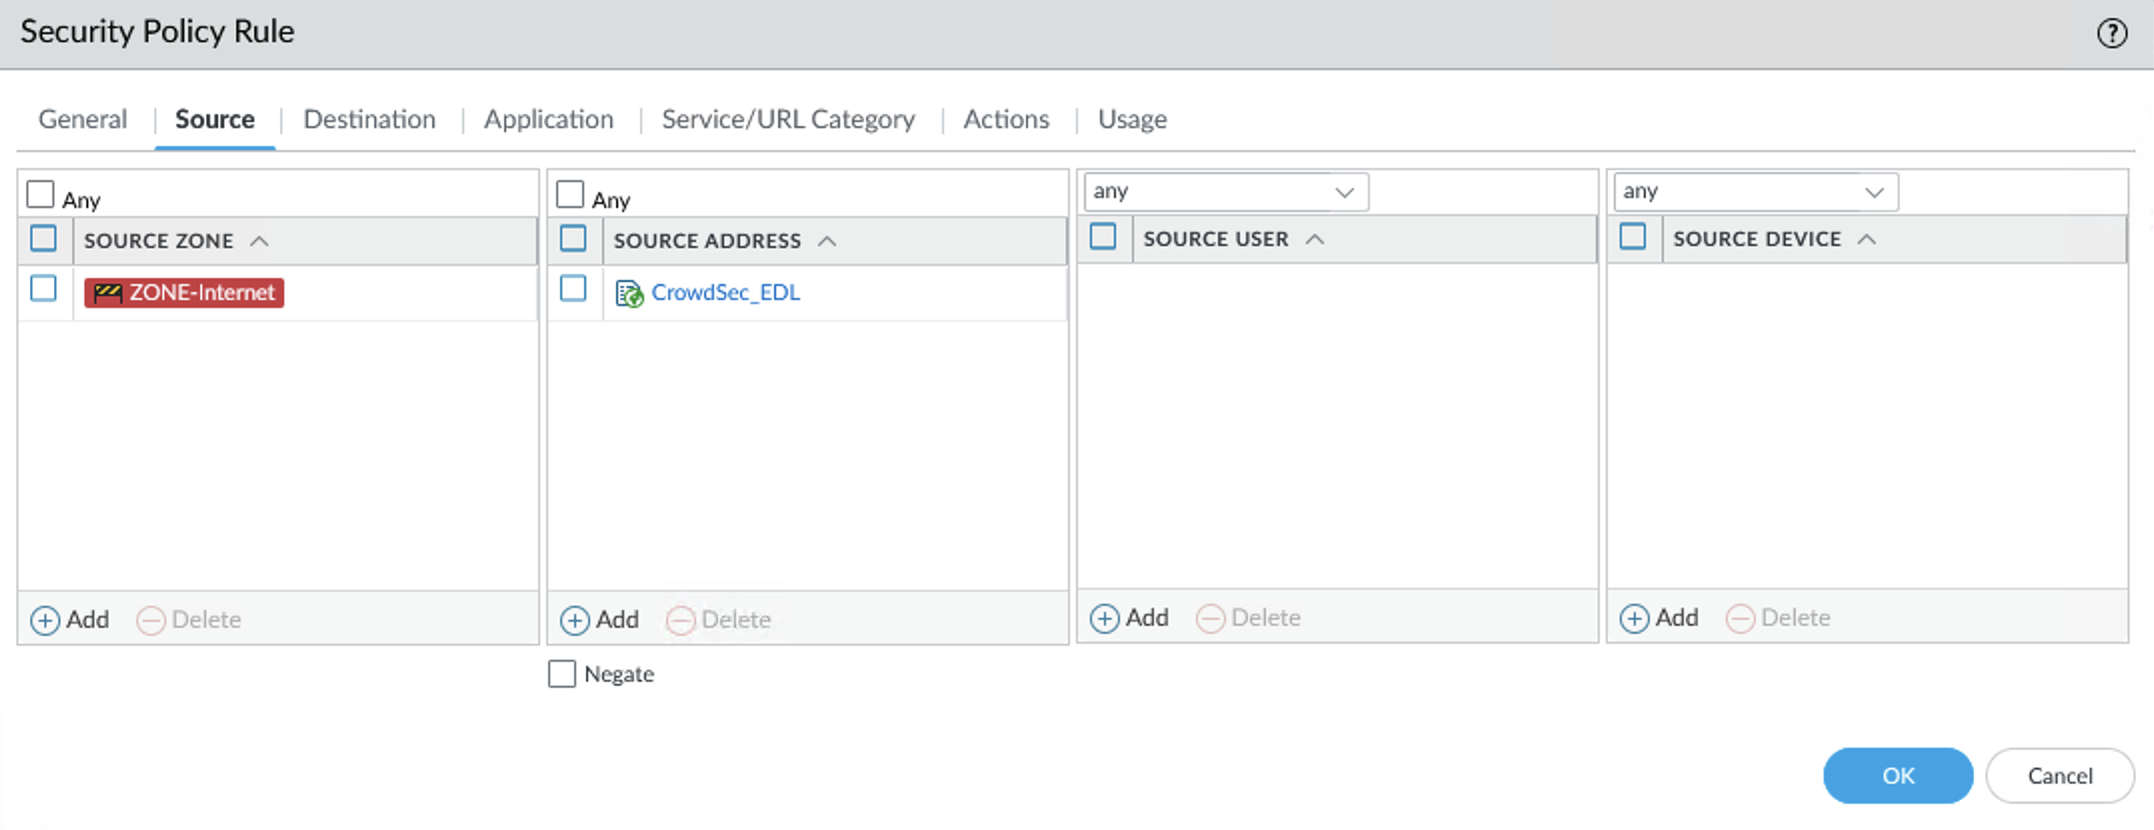 Security Policy Rule
General Source Destination Application Service/URL Category Actions Usage
Any Any any any
SOURCE ZONE SOURCE ADDRESS SOURCE USER SOURCE DEVICE
ZONE-Internet CrowdSec_EDL
Add Delete Add Delete Add Delete Add Delete
Negate
OK Cancel